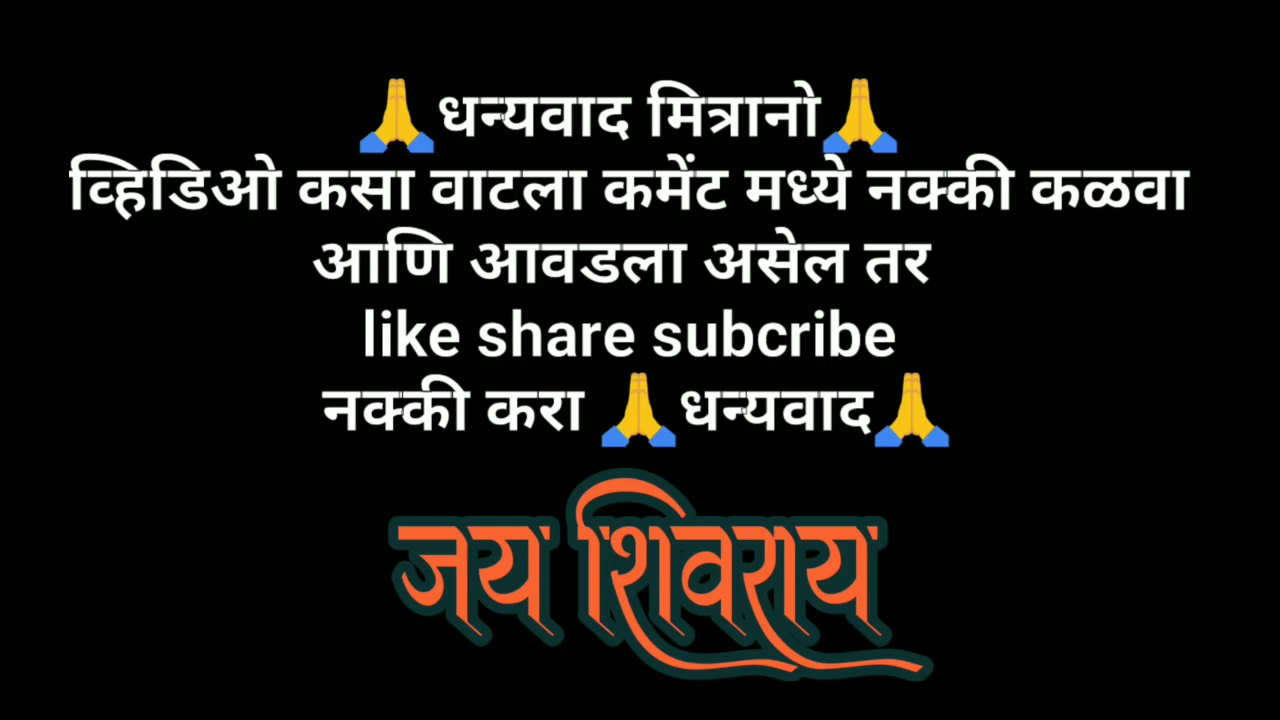 🙏धन्यवाद मित्रानो🙏
व्हिडिओ कसा वाटला कमेंट मध्ये नक्की कळवा
आणि आवडला असेल तर
like share subcribe
नक्की करा 🙏धन्यवाद🙏
जय शिवराय